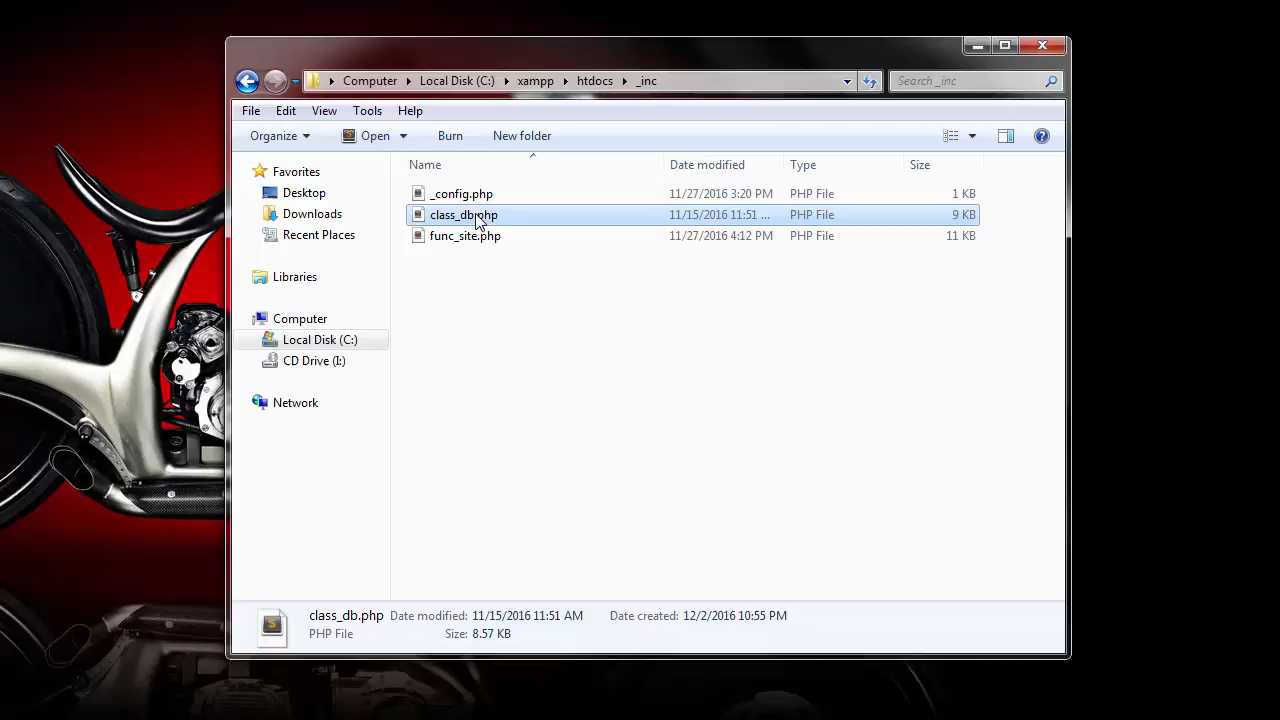 Computer Local Disk (C:) xampp htdocs _inc
Search _inc
File Edit View Tools Help
Organize Open Burn New folder
Name Date modified Type Size
Favorites
Desktop
Downloads
Recent Places
Libraries
Computer
Local Disk (C:)
CD Drive (I:)
Network
_config.php 11/27/2016 3:20 PM PHP File 1 KB
class_db.php 11/15/2016 11:51 ... PHP File 9 KB
func_site.php 11/27/2016 4:12 PM PHP File 11 KB
class_db.php Date modified: 11/15/2016 11:51 AM Date created: 12/2/2016 10:55 PM
PHP File Size: 8.57 KB